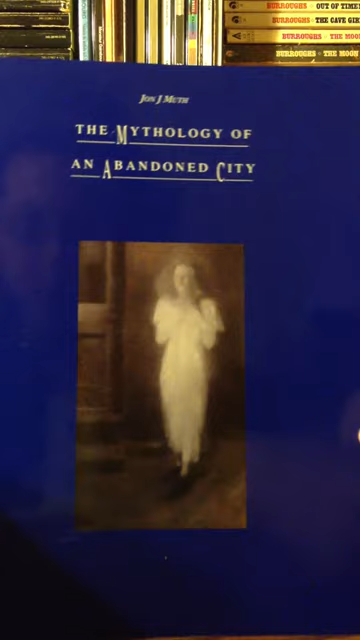 BURROUGHS OUT OF TIME
BURROUGHS · THE CAVE GI
BURROUGHS THE MOO
BURROUGHS · THE MOON
Jon J Muth
THE MYTHOLOGY OF
AN ABANDONED CITY